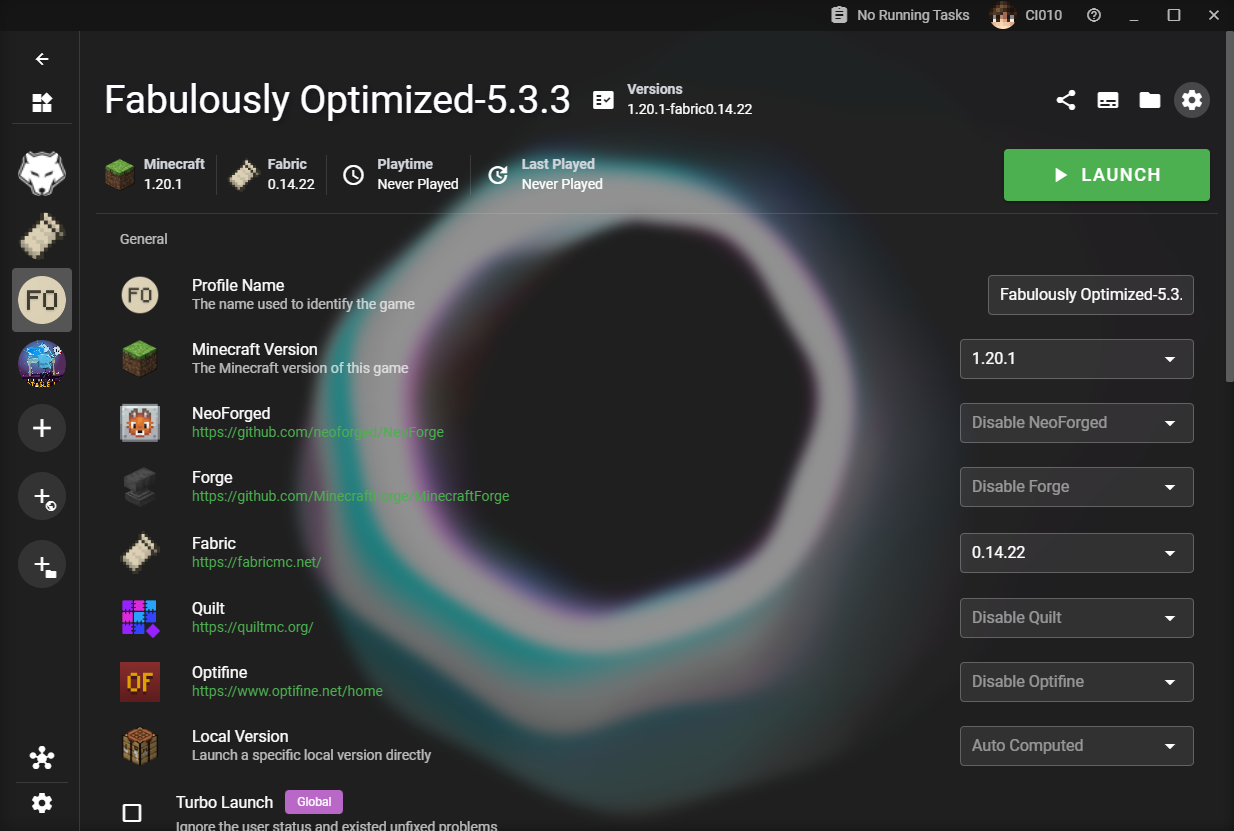 No Running Tasks
CI010
Fabulously Optimized-5.3.3
Versions
1.20.1-fabric0.14.22
Minecraft
1.20.1
Fabric
0.14.22
Playtime
Never Played
Last Played
Never Played
LAUNCH
General
FO
FO
Profile Name
The name used to identify the game
Fabulously Optimized-5.3.
Minecraft Version
The Minecraft version of this game
1.20.1
NeoForged
https://github.com/neoforged/NeoForge
Disable NeoForged
Forge
https://github.com/MinecraftForge/MinecraftForge
Disable Forge
Fabric
https://fabricmc.net/
0.14.22
Quilt
https://quiltmc.org/
Disable Quilt
OF
Optifine
https://www.optifine.net/home
Disable Optifine
Local Version
Launch a specific local version directly
Auto Computed
Turbo Launch
Global
Ignore the user status and existed unfixed problems